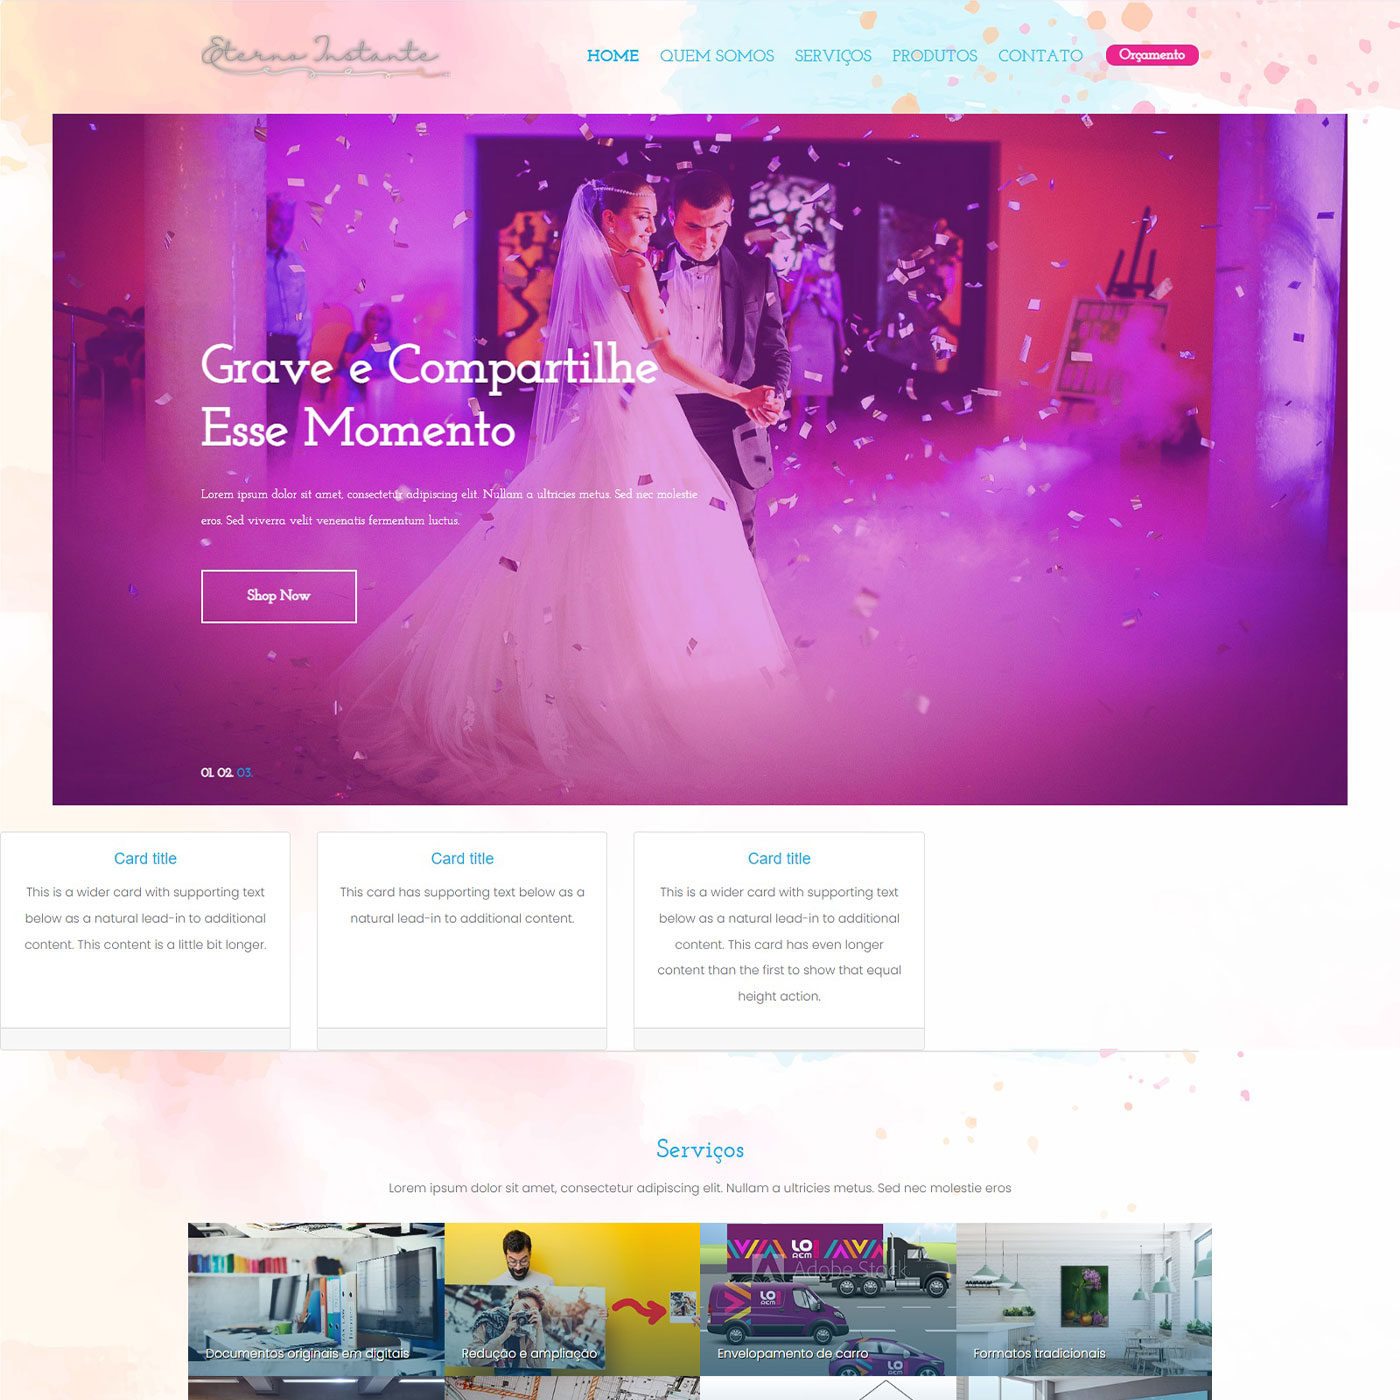 Eterno Instante
HOME QUEM SOMOS SERVIÇOS PRODUTOS CONTATO Orçamento
Grave e Compartilhe
Esse Momento
Lorem ipsum dolor sit amet, consectetur adipiscing elit. Nullam a ultricies metus. Sed nec molestie
eros. Sed viverra velit venenatis fermentum luctus.
Shop Now
01. 02. 03.
Card title
This is a wider card with supporting text
below as a natural lead-in to additional
content. This content is a little bit longer.
Card title
This card has supporting text below as a
natural lead-in to additional content.
Card title
This is a wider card with supporting text
below as a natural lead-in to additional
content. This card has even longer
content than the first to show that equal
height action.
Serviços
Lorem ipsum dolor sit amet, consectetur adipiscing elit. Nullam a ultricies metus. Sed nec molestie eros
LO
REM
Adobe Stock
LO
REM
LO
Documentos originais em digitais
Redução e ampliação
Envelopamento de carro
Formatos tradicionais